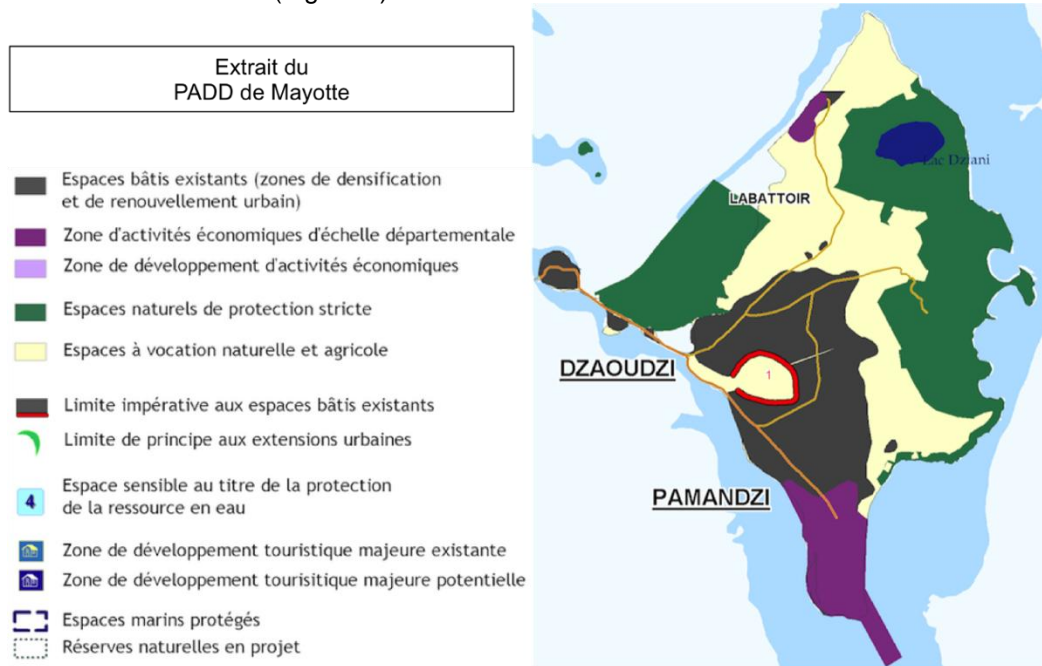 Extrait du
PADD de Mayotte
Espaces bâtis existants (zones de densification
et de renouvellement urbain)
Zone d'activités économiques d'échelle départementale
Zone de développement d'activités économiques
Espaces naturels de protection stricte
Espaces à vocation naturelle et agricole
Limite impérative aux espaces bâtis existants
Limite de principe aux extensions urbaines
4
Espace sensible au titre de la protection
de la ressource en eau
Zone de développement touristique majeure existante
Zone de développement tourisitique majeure potentielle
Espaces marins protégés
Réserves naturelles en projet
Lac Dziani
LABATTOIR
DZAOUDZI
1
PAMANDZI